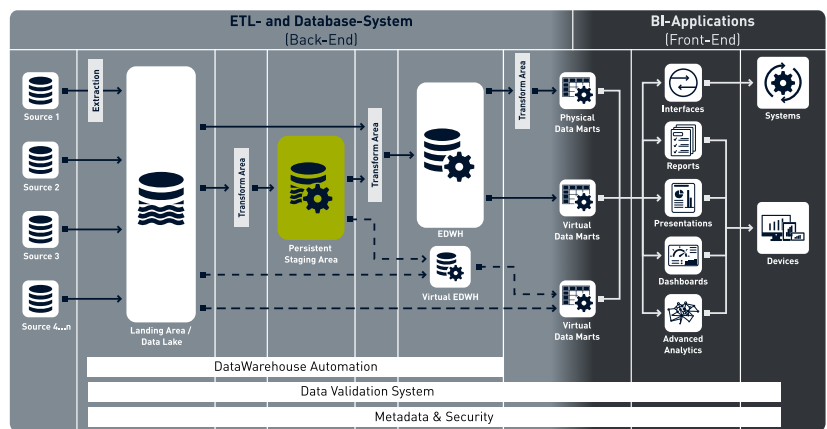 ETL- and Database-System
(Back-End)
BI-Applications
(Front-End)
Source 1
Source 2
Source 3
Source 4...n
Extraction
Landing Area /
Data Lake
Transform Area
Persistent
Staging Area
Transform Area
EDWH
Virtual EDWH
Transform Area
Physical
Data Marts
Virtual
Data Marts
Virtual
Data Marts
Interfaces
Reports
Presentations
Dashboards
Advanced
Analytics
Systems
Devices
DataWarehouse Automation
Data Validation System
Metadata & Security